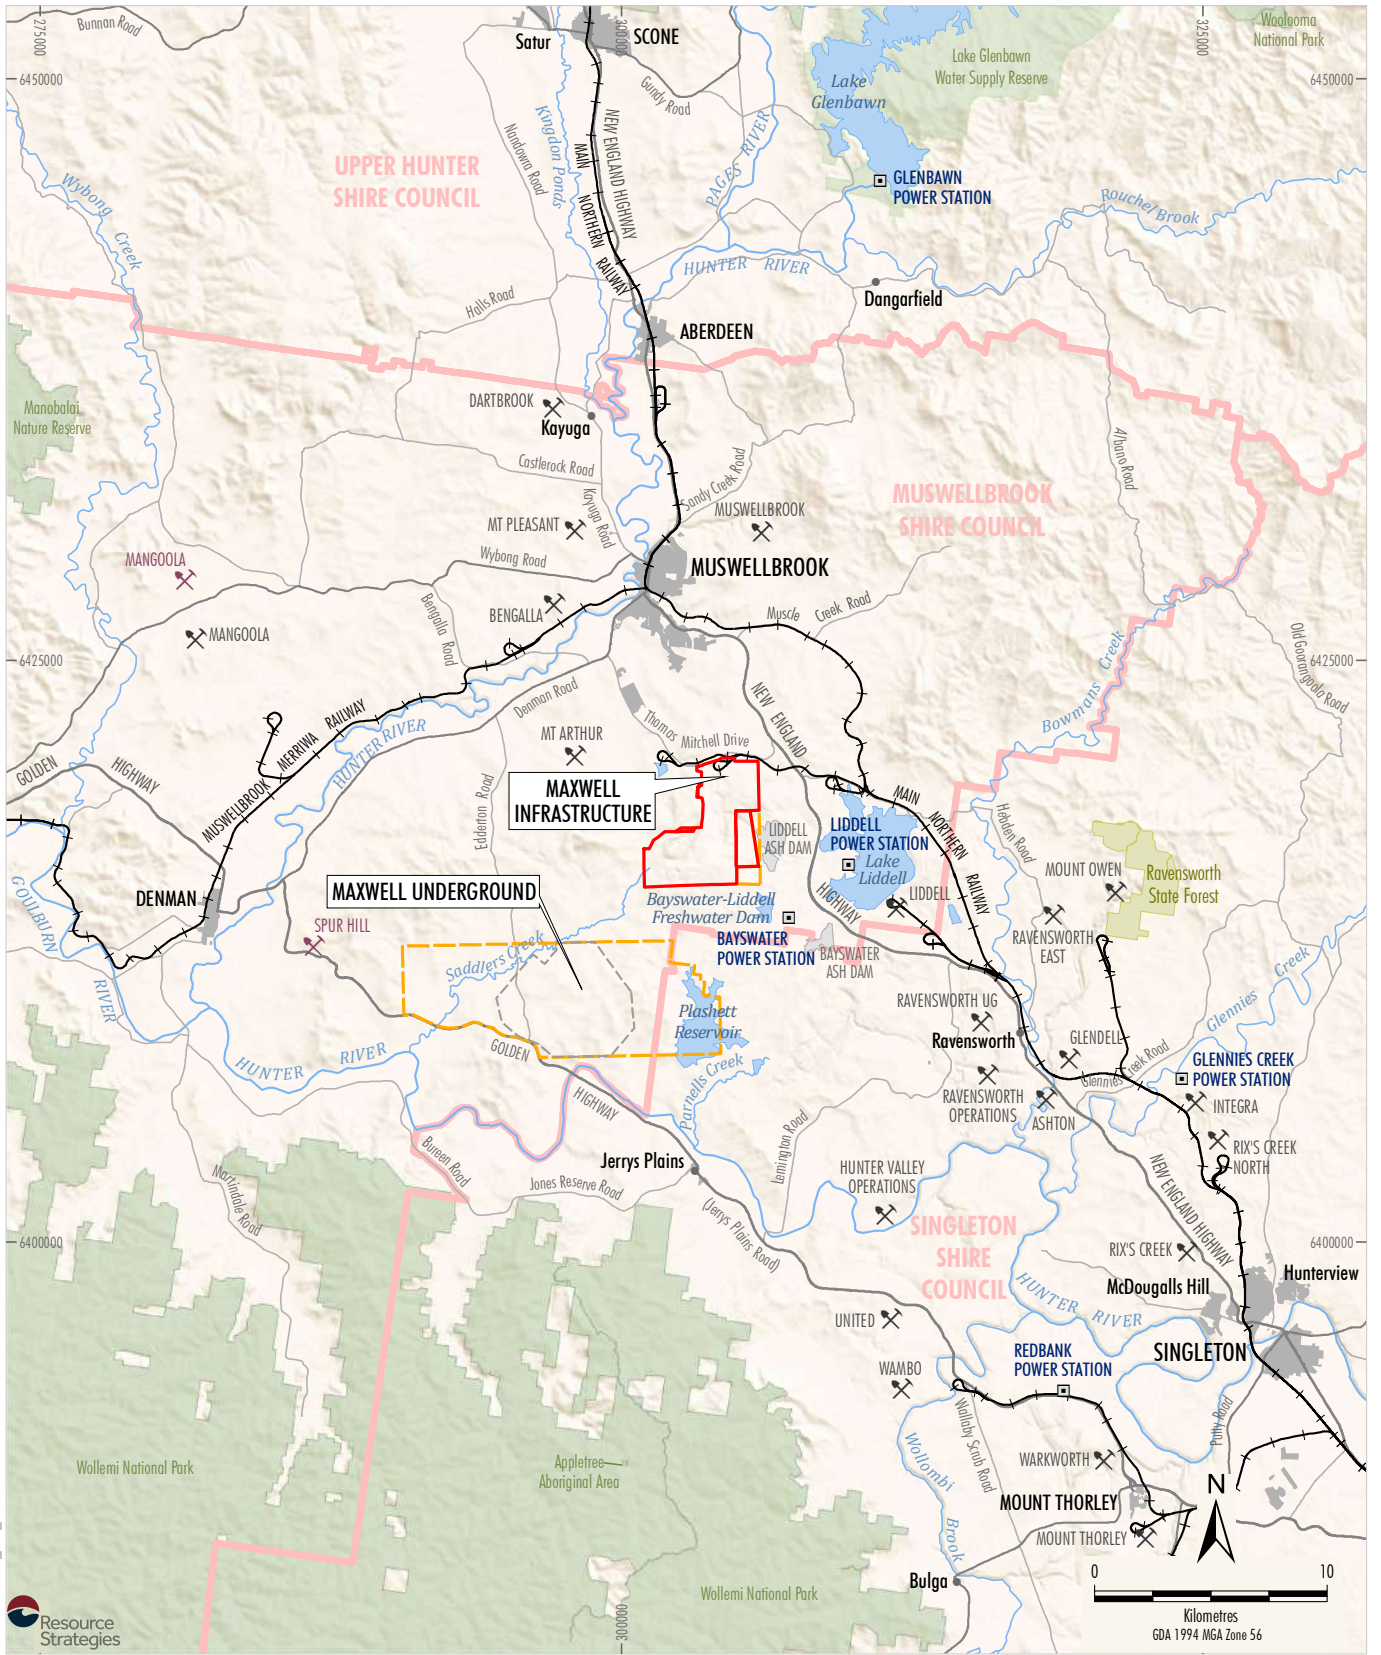 275000
300000
325000
Bunnan Road
Satur
SCONE
Woolooma
National Park
Lake Glenbawn
Water Supply Reserve
6450000
6450000
Gundy Road
Lake
Glenbawn
Kingdon Ponds
Nandowra Road
NEW ENGLAND HIGHWAY
MAIN NORTHERN RAILWAY
PAGES RIVER
UPPER HUNTER
SHIRE COUNCIL
GLENBAWN
POWER STATION
Wybong Creek
Rouchel Brook
HUNTER RIVER
Halls Road
Dangarfield
ABERDEEN
Manobalai
Nature Reserve
DARTBROOK
Kayuga
Albano Road
Castlerock Road
Sandy Creek Road
Kayuga Road
MUSWELLBROOK
SHIRE COUNCIL
MT PLEASANT
MUSWELLBROOK
Wybong Road
MANGOOLA
MUSWELLBROOK
BENGALLA
Bengalla Road
Muscle Creek Road
MANGOOLA
6425000
6425000
Bowmans Creek
Old Goorangoola Road
Denman Road
NEW ENGLAND
HUNTER RIVER
MUSWELLBROOK MERRIWA RAILWAY
GOLDEN HIGHWAY
MT ARTHUR
Thomas Mitchell Drive
MAXWELL
INFRASTRUCTURE
Edderton Road
MAIN NORTHERN RAILWAY
Hebden Road
LIDDELL
ASH DAM
LIDDELL
POWER STATION
Lake
Liddell
LIDDELL
HIGHWAY
MOUNT OWEN
Ravensworth
State Forest
DENMAN
MAXWELL UNDERGROUND
Bayswater-Liddell
Freshwater Dam
GOULBURN RIVER
SPUR HILL
BAYSWATER
POWER STATION
BAYSWATER
ASH DAM
RAVENSWORTH
EAST
Saddlers Creek
Glennies Creek
Plashett
Reservoir
RAVENSWORTH UG
Ravensworth
GLENDELL
Glennies Creek Road
GLENNIES CREEK
POWER STATION
HUNTER RIVER
GOLDEN
HIGHWAY
Parnells Creek
RAVENSWORTH
OPERATIONS
ASHTON
INTEGRA
RIX'S CREEK
NORTH
Bureen Road
Martindale Road
Jerrys Plains
Jones Reserve Road
Lemington Road
HUNTER VALLEY
OPERATIONS
NEW ENGLAND HIGHWAY
(Jerrys Plains Road)
SINGLETON
SHIRE
COUNCIL
6400000
6400000
RIX'S CREEK
McDougalls Hill
Hunterview
HUNTER RIVER
UNITED
REDBANK
POWER STATION
SINGLETON
WAMBO
Wallaby Scrub Road
Putty Road
Wollombi Brook
Wollemi National Park
Appletree
Aboriginal Area
WARKWORTH
MOUNT THORLEY
MOUNT THORLEY
N
Bulga
Wollemi National Park
0
10
Kilometres
GDA 1994 MGA Zone 56
300000
Resource
Strategies